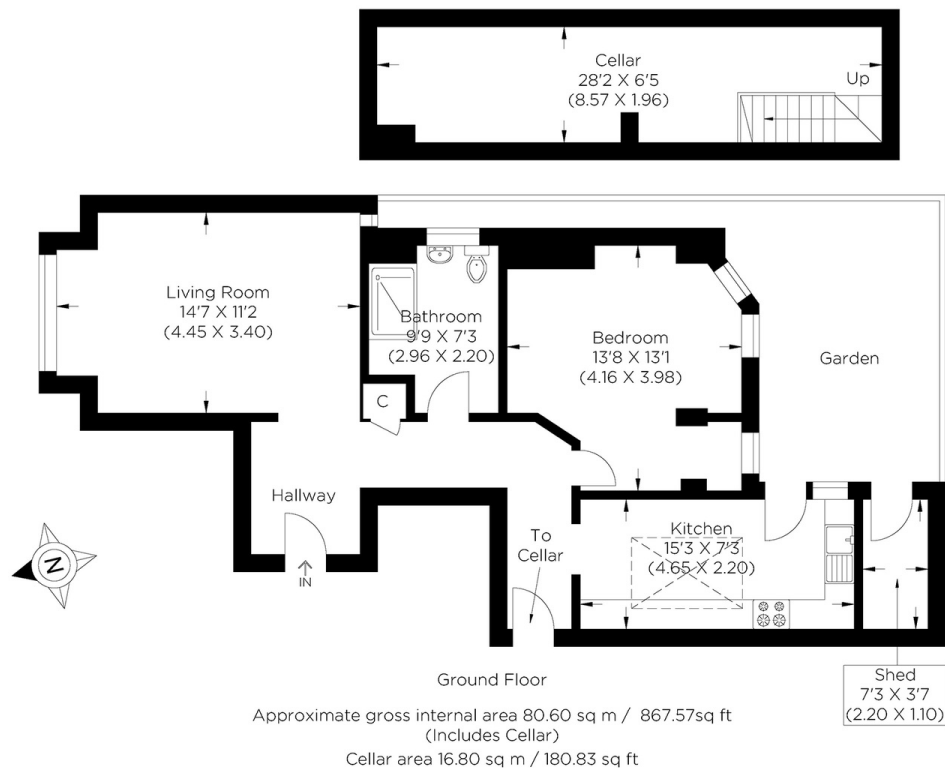 Cellar
28'2 X 6'5
(8.57 X 1.96)
Up
Living Room
14'7 X 11'2
(4.45 X 3.40)
Bathroom
9'9 X 7'3
(2.96 X 2.20)
Bedroom
13'8 X 13'1
(4.16 X 3.98)
Garden
C
Hallway
IN
To
Cellar
Kitchen
15'3 X 7'3
(4.65 X 2.20)
N
Shed
7'3 X 3'7
(2.20 X 1.10)
Ground Floor
Approximate gross internal area 80.60 sq m / 867.57sq ft
(Includes Cellar)
Cellar area 16.80 sq m / 180.83 sq ft